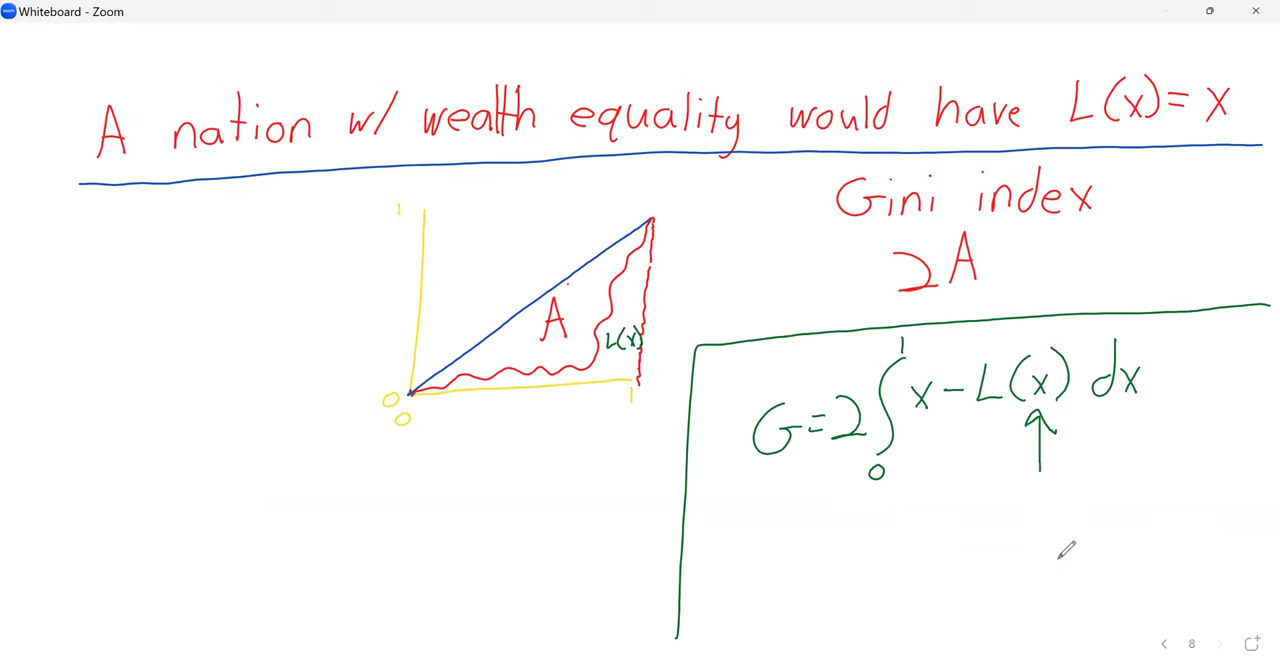 Whiteboard - Zoom
A nation w/ wealth equality would have L(x) = x
Gini index
2A
1
A
L(x)
0
0
1
G = 2 ∫₀¹ x - L(x) dx
8